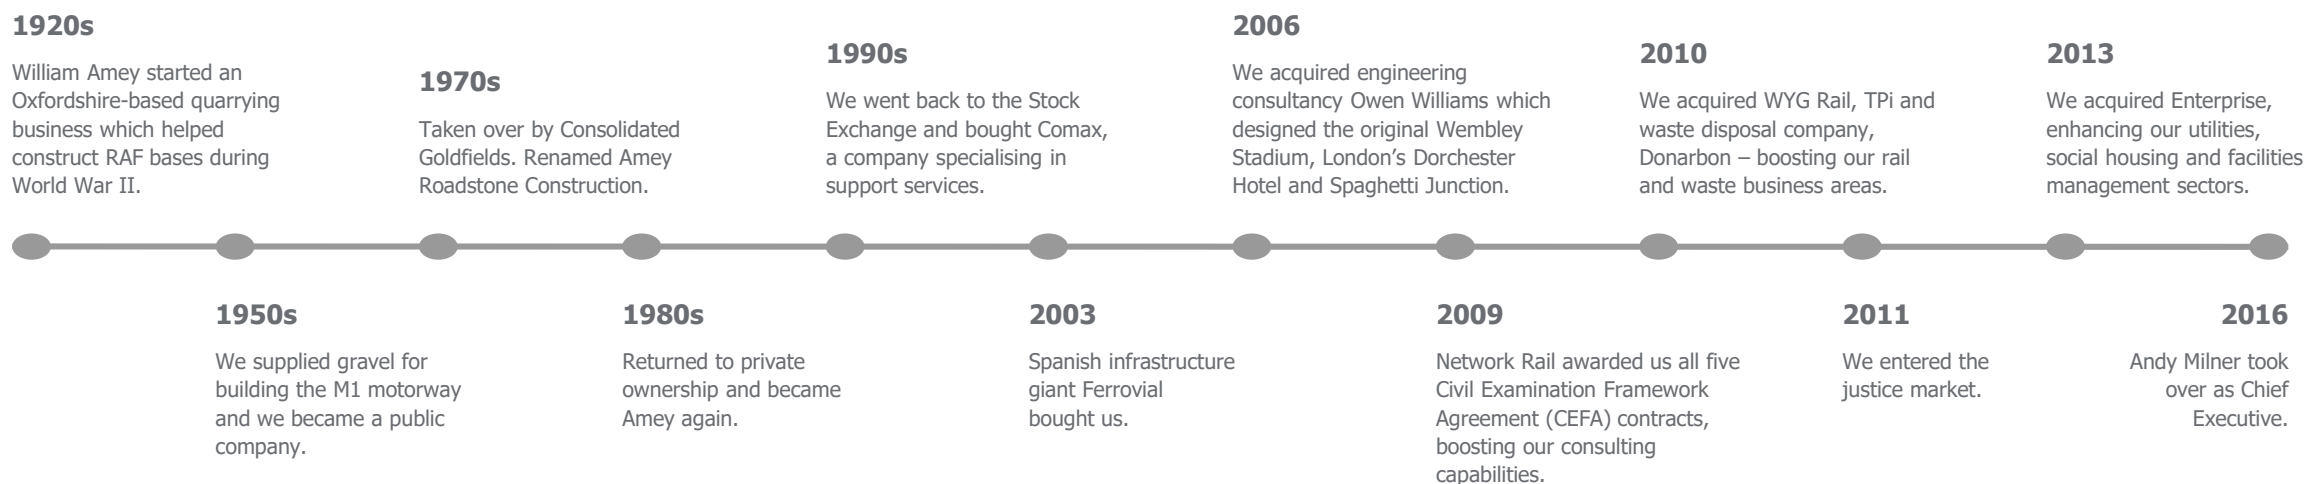 1920s
William Amey started an
Oxfordshire-based quarrying
business which helped
construct RAF bases during
World War II.
1950s
We supplied gravel for
building the M1 motorway
and we became a public
company.
1970s
Taken over by Consolidated
Goldfields. Renamed Amey
Roadstone Construction.
1980s
Returned to private
ownership and became
Amey again.
1990s
We went back to the Stock
Exchange and bought Comax,
a company specialising in
support services.
2003
Spanish infrastructure
giant Ferrovial
bought us.
2006
We acquired engineering
consultancy Owen Williams which
designed the original Wembley
Stadium, London’s Dorchester
Hotel and Spaghetti Junction.
2009
Network Rail awarded us all five
Civil Examination Framework
Agreement (CEFA) contracts,
boosting our consulting
capabilities.
2010
We acquired WYG Rail, TPi and
waste disposal company,
Donarbon – boosting our rail
and waste business areas.
2011
We entered the
justice market.
2013
We acquired Enterprise,
enhancing our utilities,
social housing and facilities
management sectors.
2016
Andy Milner took
over as Chief
Executive.